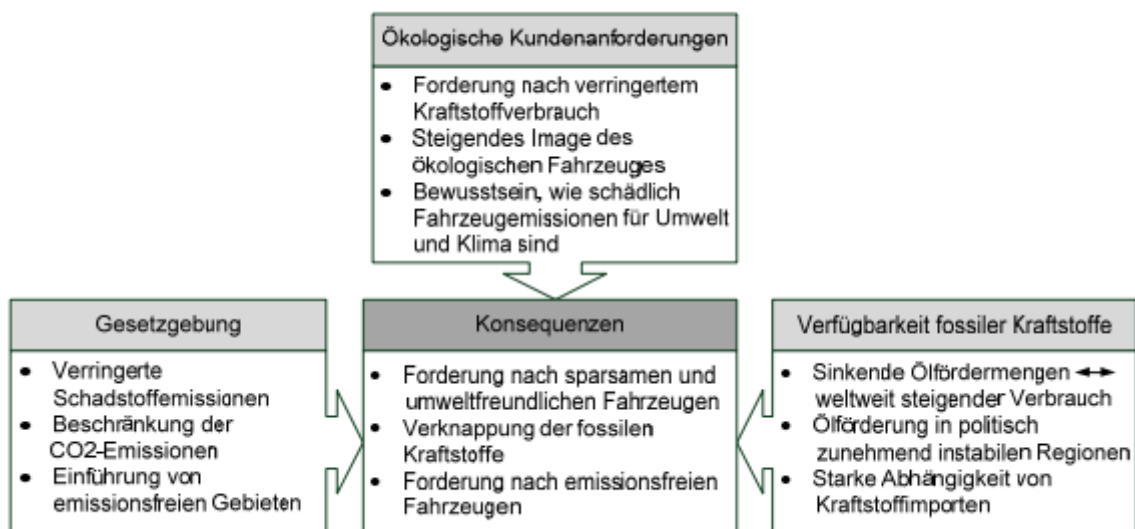 Ökologische Kundenanforderungen
• Forderung nach verringertem
Kraftstoffverbrauch
• Steigendes Image des
ökologischen Fahrzeuges
• Bewusstsein, wie schädlich
Fahrzeugemissionen für Umwelt
und Klima sind
Gesetzgebung
• Verringerte
Schadstoffemissionen
• Beschränkung der
CO2-Emissionen
• Einführung von
emissionsfreien Gebieten
Konsequenzen
• Forderung nach sparsamen und
umweltfreundlichen Fahrzeugen
• Verknappung der fossilen
Kraftstoffe
• Forderung nach emissionsfreien
Fahrzeugen
Verfügbarkeit fossiler Kraftstoffe
• Sinkende Ölfördermengen ↔
weltweit steigender Verbrauch
• Ölförderung in politisch
zunehmend instabilen Regionen
• Starke Abhängigkeit von
Kraftstoffimporten